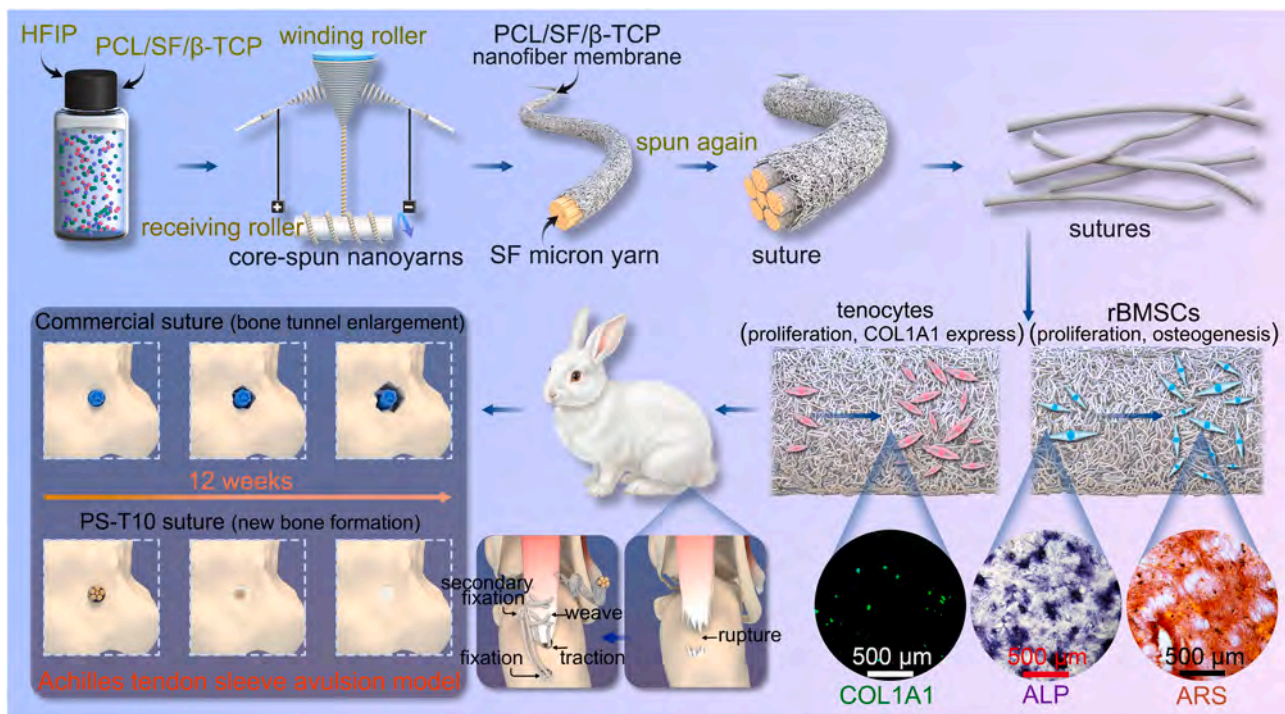 HFIP
PCL/SF/β-TCP
winding roller
+
−
receiving roller
core-spun nanoyarns
PCL/SF/β-TCP
nanofiber membrane
SF micron yarn
spun again
suture
sutures
Commercial suture (bone tunnel enlargement)
12 weeks
PS-T10 suture (new bone formation)
Achilles tendon sleeve avulsion model
secondary
fixation
weave
fixation
traction
rupture
tenocytes
(proliferation, COL1A1 express)
rBMSCs
(proliferation, osteogenesis)
500 µm
COL1A1
500 µm
ALP
500 µm
ARS